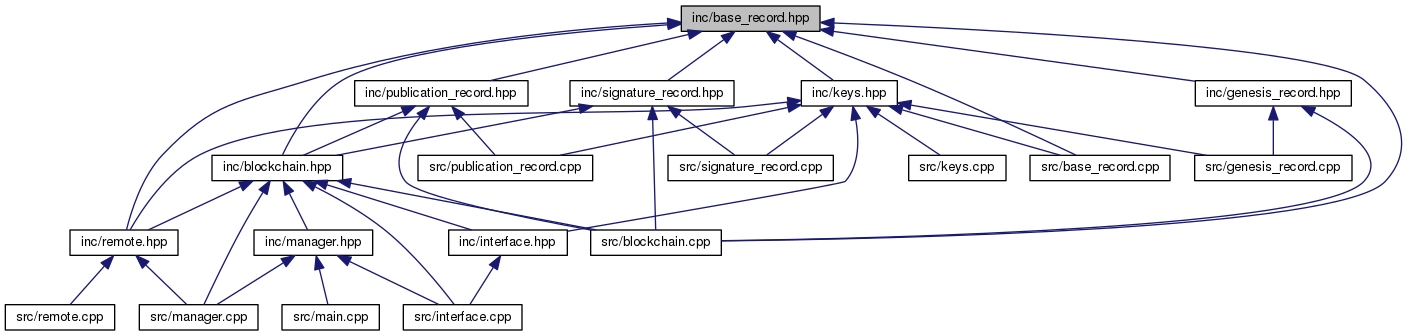 inc/base_record.hpp
inc/publication_record.hpp
inc/signature_record.hpp
inc/keys.hpp
inc/genesis_record.hpp
inc/blockchain.hpp
src/publication_record.cpp
src/signature_record.cpp
src/keys.cpp
src/base_record.cpp
src/genesis_record.cpp
inc/remote.hpp
inc/manager.hpp
inc/interface.hpp
src/blockchain.cpp
src/remote.cpp
src/manager.cpp
src/main.cpp
src/interface.cpp